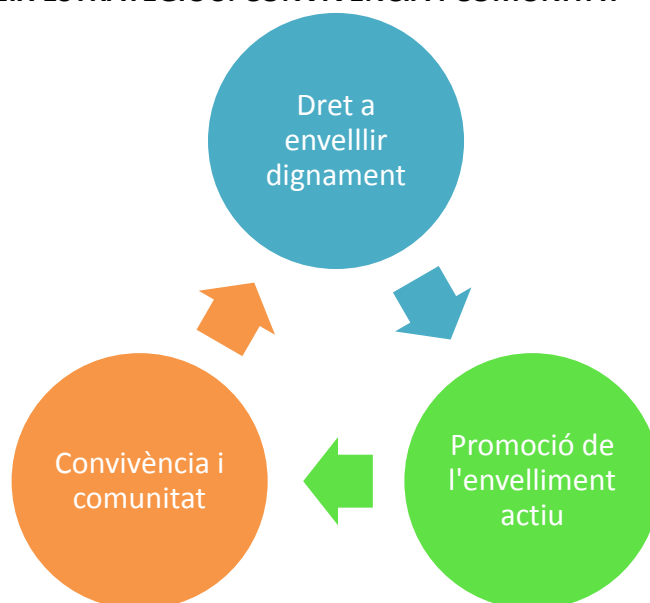 Dret a
envelllir
dignament
Convivència i
comunitat
Promoció de
l'envelliment
actiu